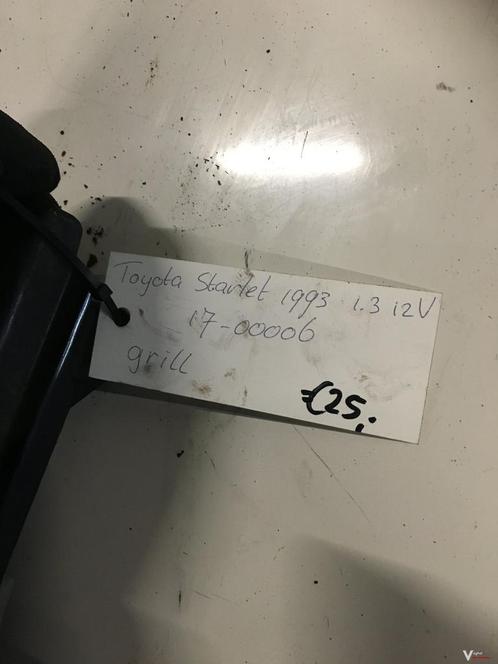 Toyota Starlet 1993 1.3 12V
17-00006
grill
€25,-